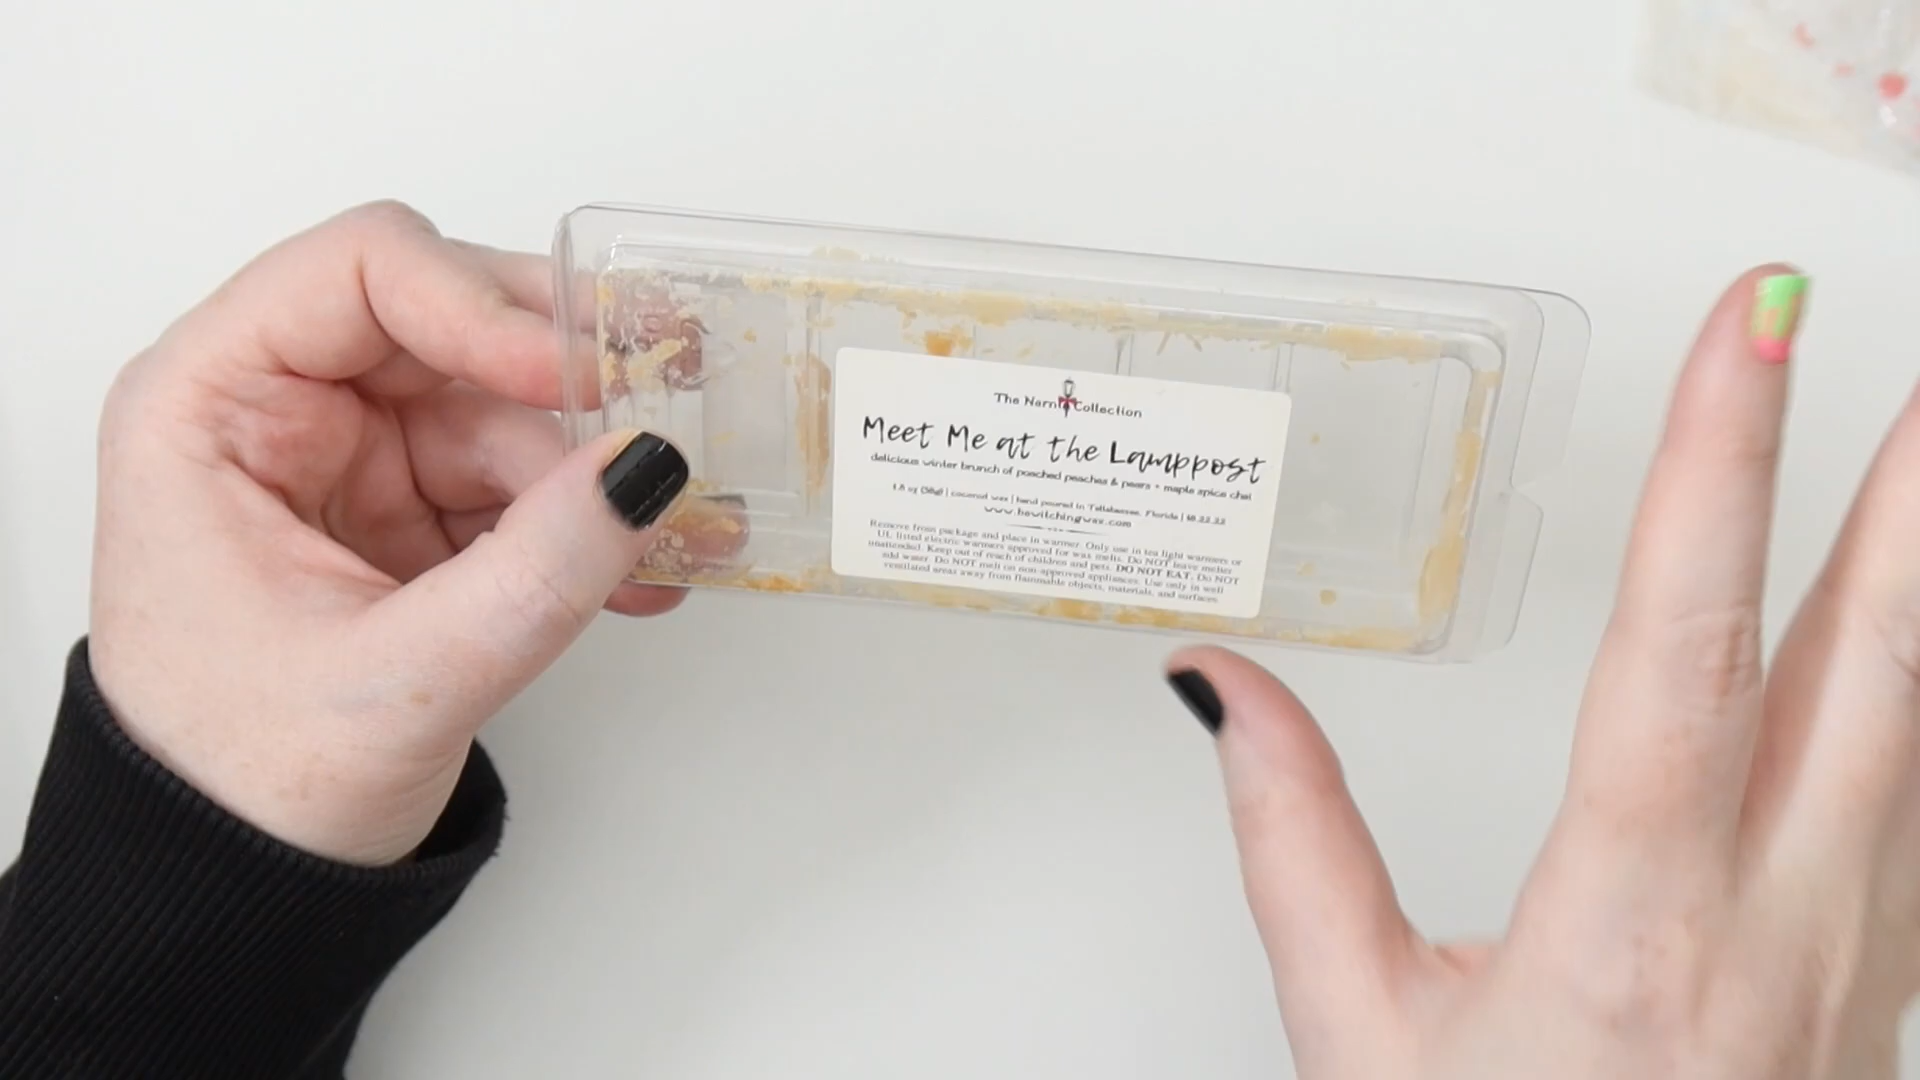 The Narnia Collection
Meet Me at the Lamppost
delicious winter brunch of poached peaches & pears + maple spice chai
1.8 oz (50g) | coconut wax | hand poured in Tallahassee, Florida |
www.bewitchingwax.com
Remove from package and place in warmer. Only use in tea light warmers or
UL listed electric warmers approved for wax melts. Do NOT leave melter
unattended. Keep out of reach of children and pets. DO NOT EAT. Do NOT
add water. Do NOT melt on non-approved appliances. Use only in well
ventilated areas away from flammable objects, materials, and surfaces.